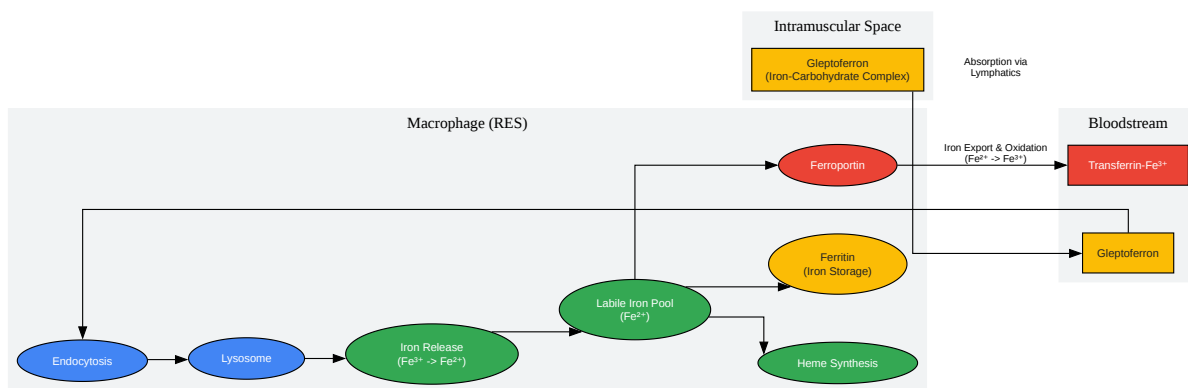 Intramuscular Space
Gleptoferron
(Iron-Carbohydrate Complex)
Absorption via
Lymphatics
Macrophage (RES)
Bloodstream
Ferroportin
Iron Export & Oxidation
(Fe²⁺ -> Fe³⁺)
Transferrin-Fe³⁺
Ferritin
(Iron Storage)
Gleptoferron
Labile Iron Pool
(Fe²⁺)
Endocytosis
Lysosome
Iron Release
(Fe³⁺ -> Fe²⁺)
Heme Synthesis